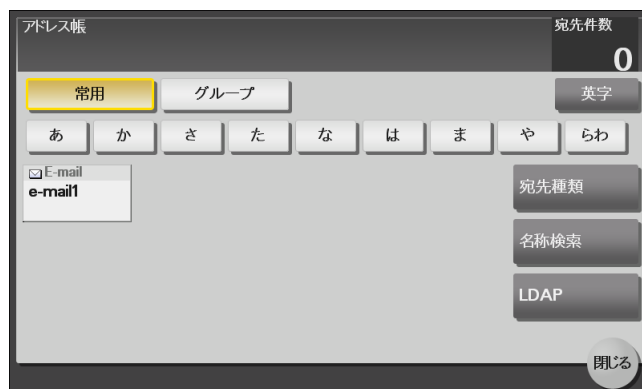 アドレス帳
宛先件数
0
常用 グループ 英字
あ か さ た な は ま や らわ
E-mail
e-mail1
宛先種類
名称検索
LDAP
閉じる